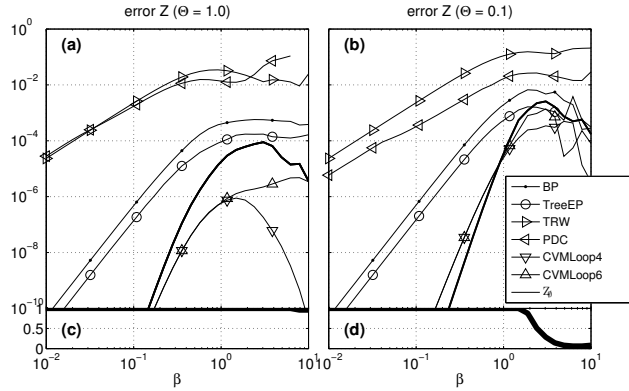 error Z (Θ = 1.0)
error Z (Θ = 0.1)
10^0
(a)
(b)
10^-2
10^-4
10^-6
10^-8
10^-10
BP
TreeEP
TRW
PDC
CVMLoop4
CVMLoop6
Z_∅
(c)
(d)
0.5
0
10^-2
10^-1
10^0
10^1
10^-2
10^-1
10^0
10^1
β
β